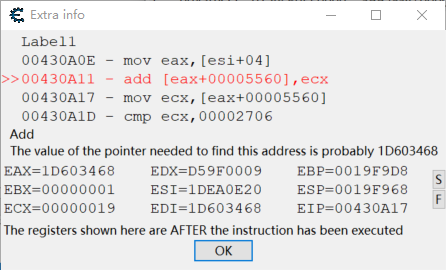 Extra info
Label1
00430A0E - mov eax,[esi+04]
>>00430A11 - add [eax+00005560],ecx
00430A17 - mov ecx,[eax+00005560]
00430A1D - cmp ecx,00002706
Add
The value of the pointer needed to find this address is probably 1D603468
EAX=1D603468 EDX=D59F0009 EBP=0019F9D8
EBX=00000001 ESI=1DEA0E20 ESP=0019F968
ECX=00000019 EDI=1D603468 EIP=00430A17
S
F
The registers shown here are AFTER the instruction has been executed
OK